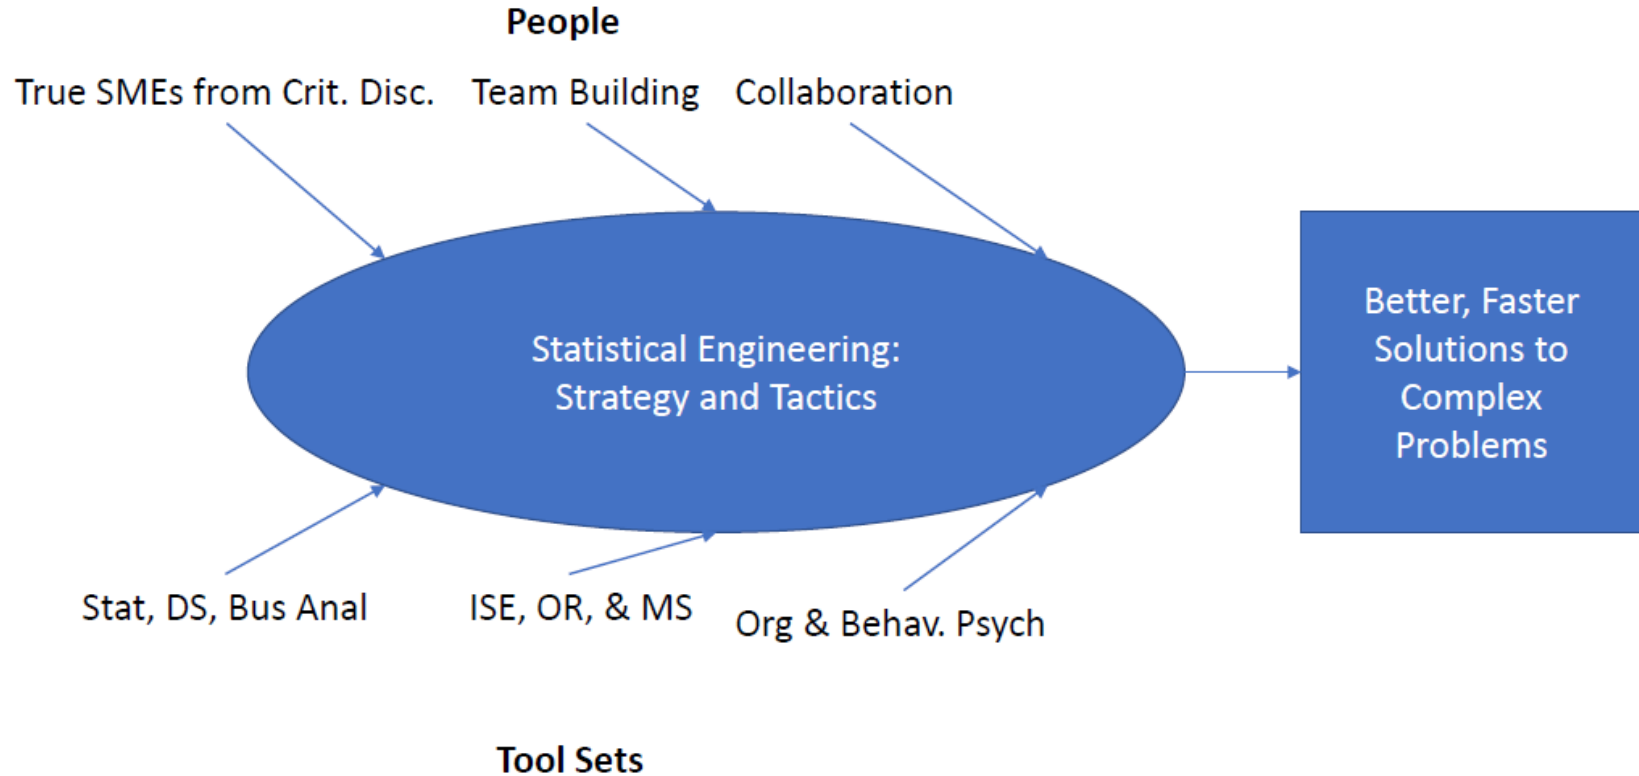 People
True SMEs from Crit. Disc.
Team Building
Collaboration
Statistical Engineering:
Strategy and Tactics
Better, Faster
Solutions to
Complex
Problems
Stat, DS, Bus Anal
ISE, OR, & MS
Org & Behav. Psych
Tool Sets